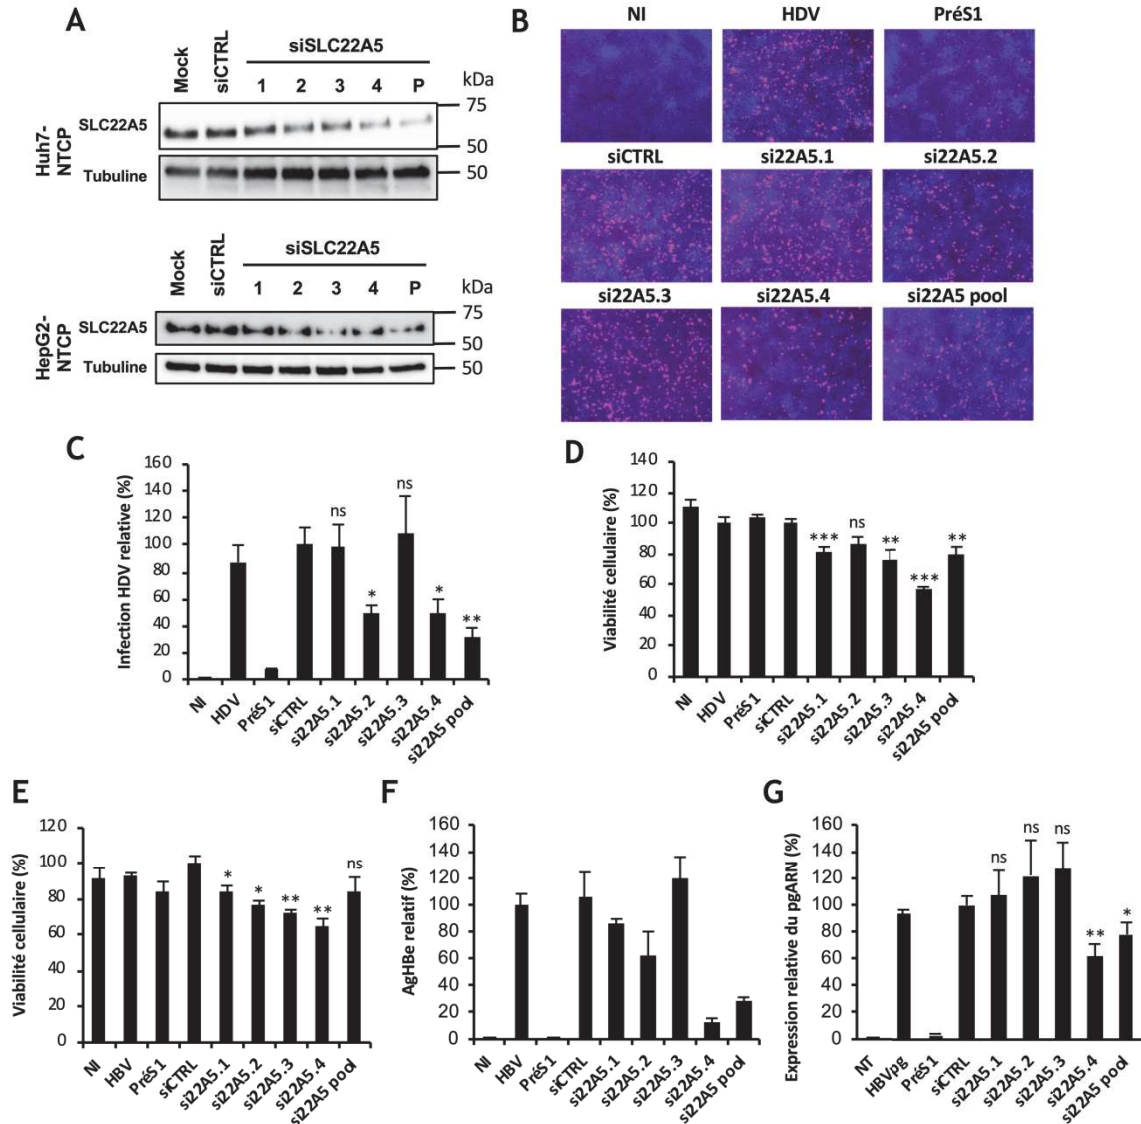 A
siSLC22A5
Mock
siCTRL
1 2 3 4 P
kDa
Huh7-
NTCP
SLC22A5
75
50
Tubuline
50
siSLC22A5
Mock
siCTRL
1 2 3 4 P
kDa
HepG2-
NTCP
SLC22A5
75
50
Tubuline
50
B
NI HDV PréS1
siCTRL si22A5.1 si22A5.2
si22A5.3 si22A5.4 si22A5 pool
C
Infection HDV relative (%)
160
140
120
100
80
60
40
20
0
ns
ns
*
*
**
NI
HDV
PréS1
siCTRL
si22A5.1
si22A5.2
si22A5.3
si22A5.4
si22A5 pool
D
Viabilité cellulaire (%)
140
120
100
80
60
40
20
0
***
ns
**
***
**
NI
HDV
PréS1
siCTRL
si22A5.1
si22A5.2
si22A5.3
si22A5.4
si22A5 pool
E
Viabilité cellulaire (%)
120
100
80
60
40
20
0
*
*
**
**
ns
NI
HBV
PréS1
siCTRL
si22A5.1
si22A5.2
si22A5.3
si22A5.4
si22A5 pool
F
AgHBe relatif (%)
160
140
120
100
80
60
40
20
0
NI
HBV
PréS1
siCTRL
si22A5.1
si22A5.2
si22A5.3
si22A5.4
si22A5 pool
G
Expression relative du pgARN (%)
160
140
120
100
80
60
40
20
0
ns
ns
ns
**
*
NT
HBVpg
PréS1
siCTRL
si22A5.1
si22A5.2
si22A5.3
si22A5.4
si22A5 pool